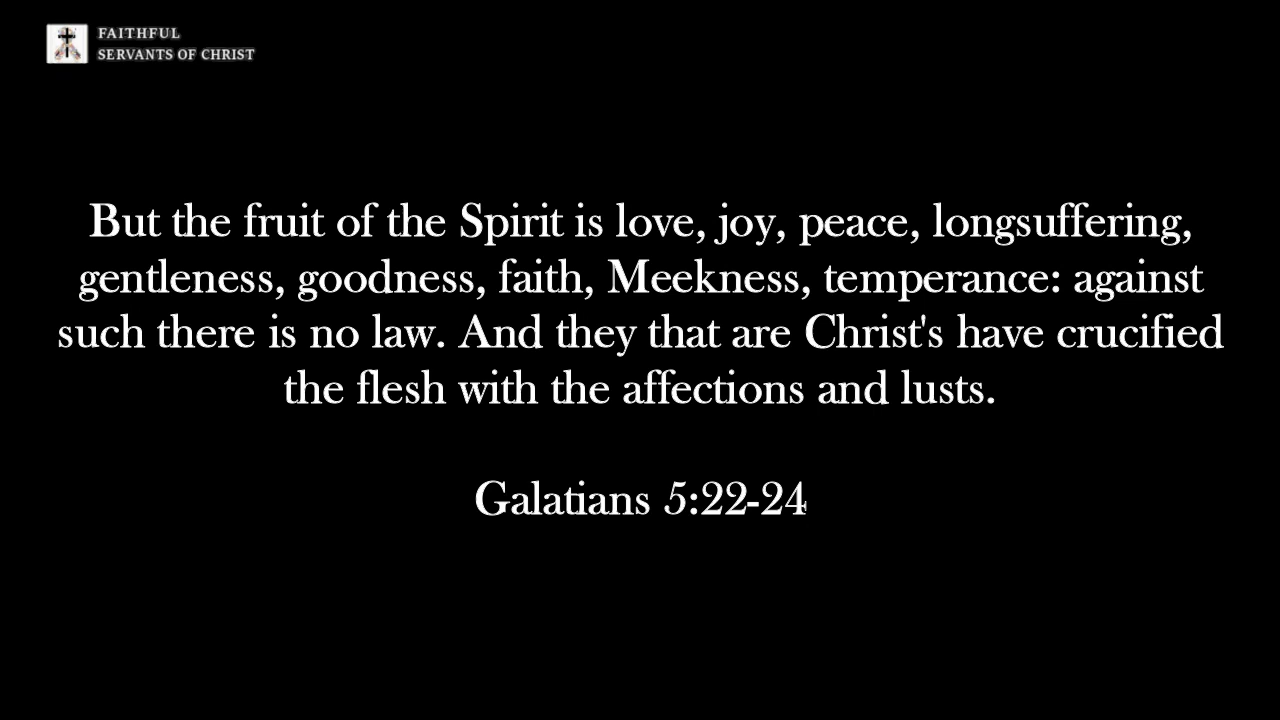 FAITHFUL
SERVANTS OF CHRIST
But the fruit of the Spirit is love, joy, peace, longsuffering,
gentleness, goodness, faith, Meekness, temperance: against
such there is no law. And they that are Christ's have crucified
the flesh with the affections and lusts.
Galatians 5:22-24